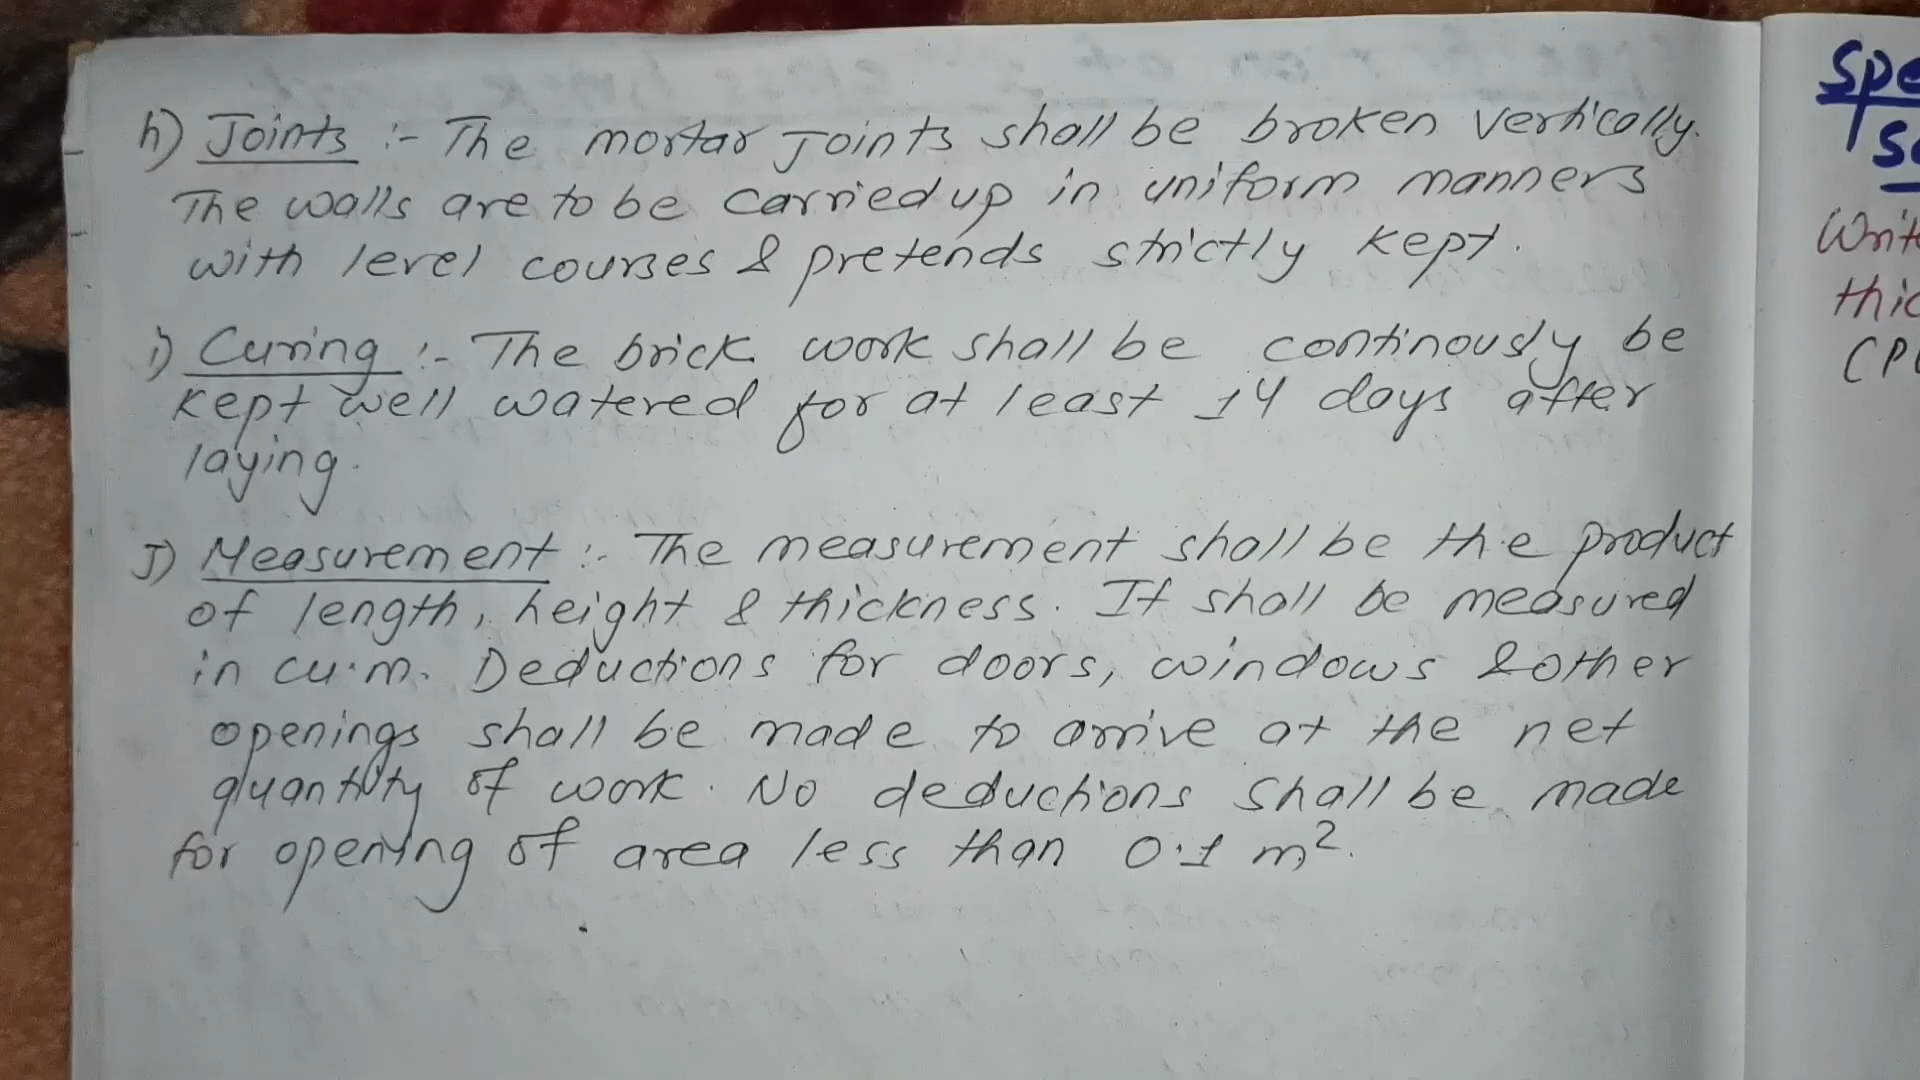 h) Joints :- The mortar Joints shall be broken vertically.
The walls are to be carried up in uniform manners
with level courses & pretends strictly kept.
i) Curing :- The brick work shall be continously be
kept well watered for at least 14 days after
laying.
J) Measurement :- The measurement shall be the product
of length, height & thickness. It shall be measured
in cu.m. Deductions for doors, windows & other
openings shall be made to arrive at the net
quantity of work. No deductions shall be made
for opening of area less than 0.1 m².